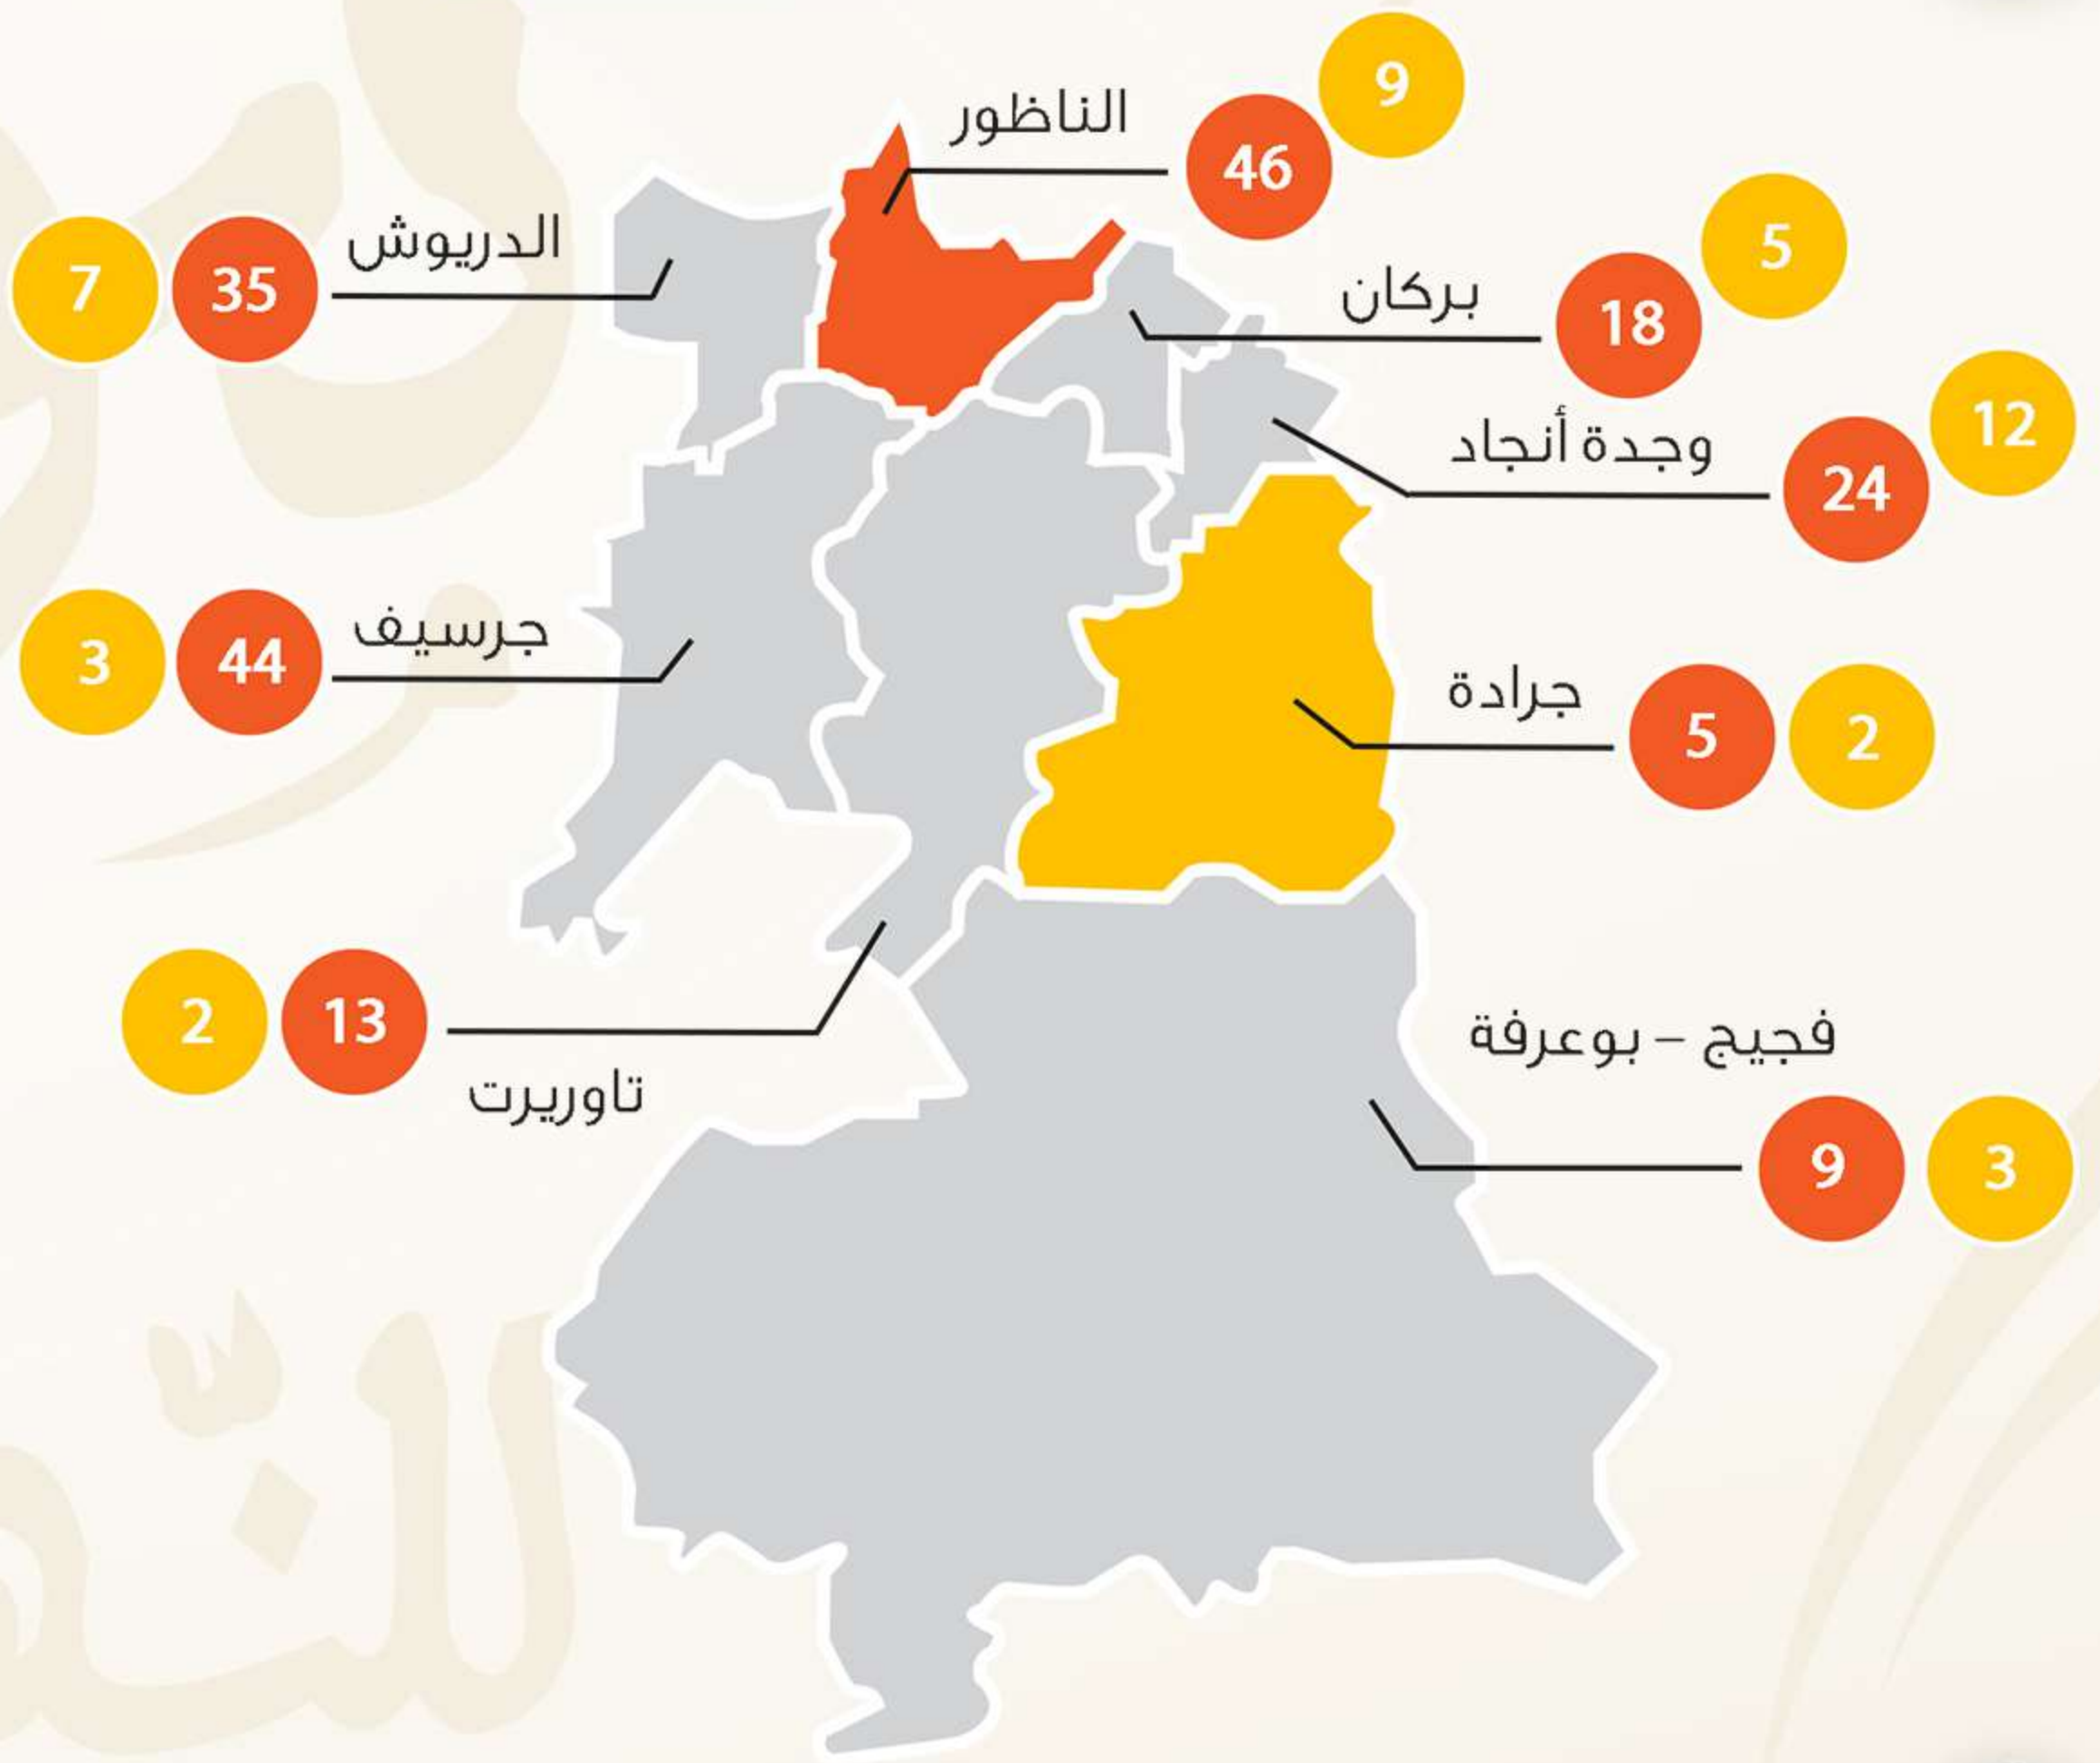 9
الناظور
46
5
الدريوش
35
7
بركان
18
12
وجدة أنجاد
24
جرسيف
44
3
جرادة
5
2
13
2
تاوريرت
فجيج – بوعرفة
9
3